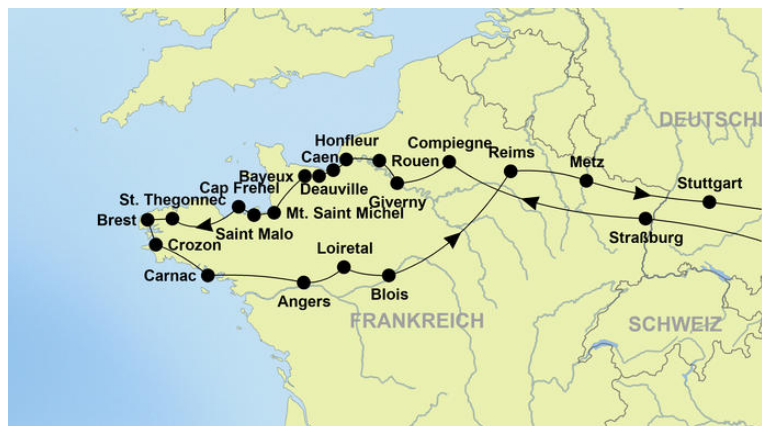 DEUTSCHL
Honfleur
Caen
Compiegne
Rouen
Reims
Metz
Bayeux
Deauville
Giverny
Stuttgart
St. Thegonnec
Cap Frehel
Mt. Saint Michel
Brest
Saint Malo
Straßburg
Crozon
Loiretal
Carnac
Angers
Blois
FRANKREICH
SCHWEIZ